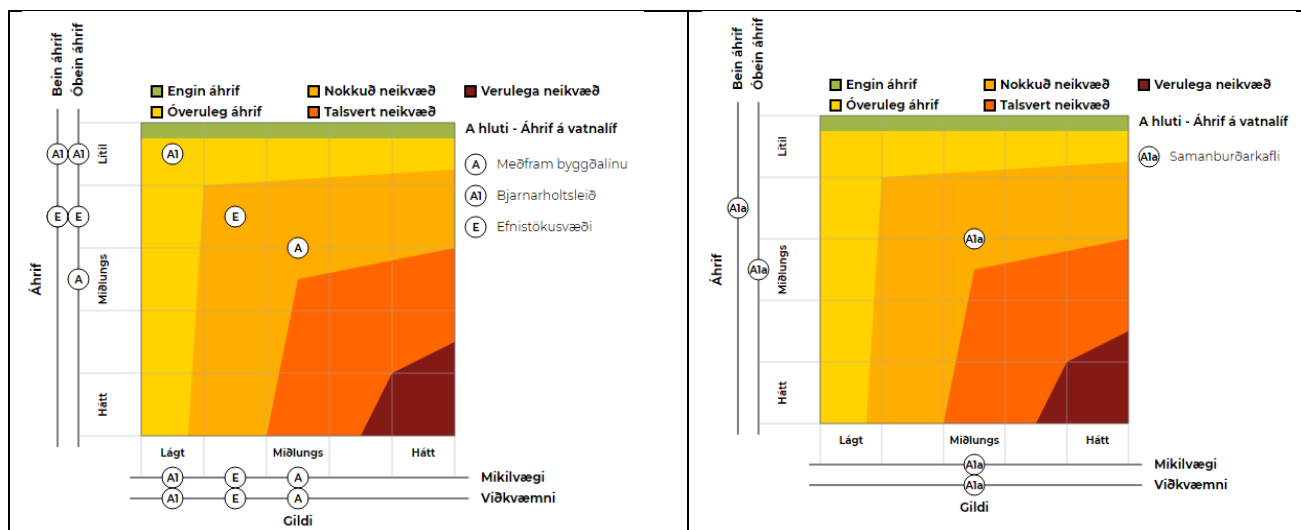 Bein áhrif
Óbein áhrif
Engin áhrif
Nokkuð neikvæð
Verulega neikvæð
Óveruleg áhrif
Talsvert neikvæð
A hluti - Áhrif á vatnalíf
A Meðfram byggðalínu
A1 Bjarnarholtsleið
E Efnistökusvæði
A1 A1 Lítil A1
E E E
A
A Miðlungs
Áhrif
Hátt
Lágt Miðlungs Hátt
A1 E A Mikilvægi
A1 E A Viðkvæmni
Gildi
Bein áhrif
Óbein áhrif
Engin áhrif
Nokkuð neikvæð
Verulega neikvæð
Óveruleg áhrif
Talsvert neikvæð
A hluti - Áhrif á vatnalíf
A1a Samanburðarkafli
Lítil
A1a
A1a
A1a Miðlungs
Áhrif
Hátt
Lágt Miðlungs Hátt
A1a Mikilvægi
A1a Viðkvæmni
Gildi